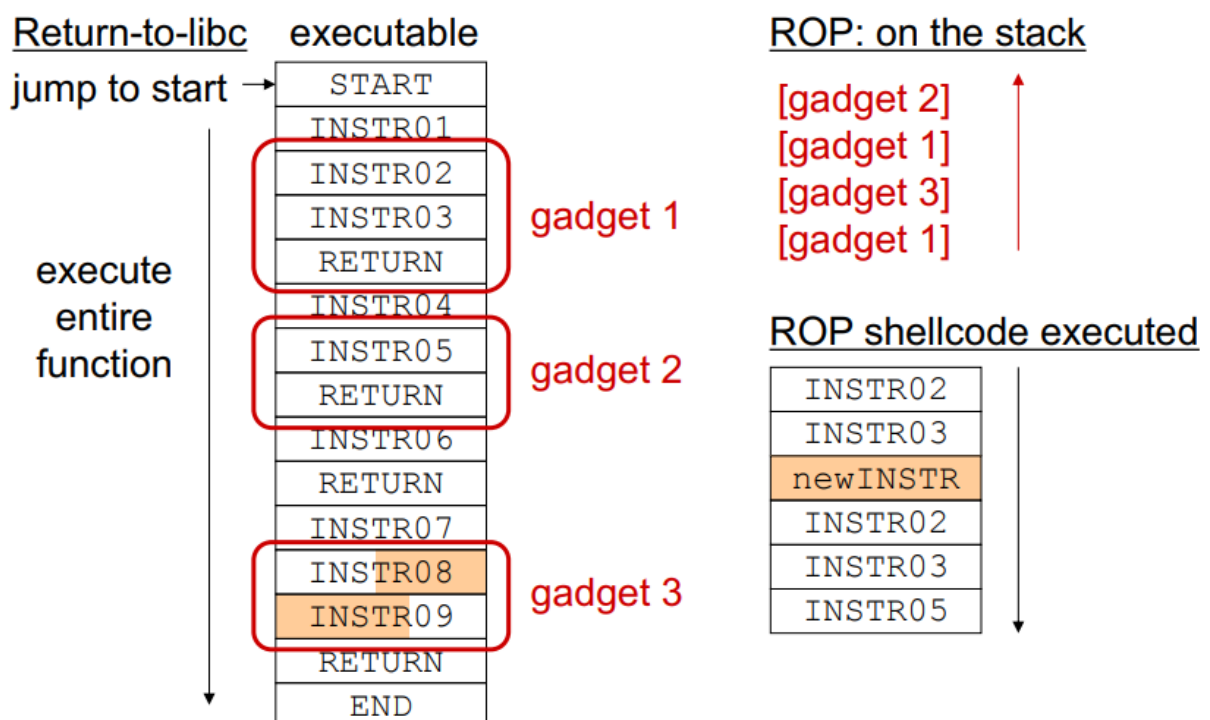 Return-to-libc
jump to start
execute
entire
function
executable
START
INSTR01
INSTR02
INSTR03
RETURN
INSTR04
INSTR05
RETURN
INSTR06
RETURN
INSTR07
INSTR08
INSTR09
RETURN
END
gadget 1
gadget 2
gadget 3
ROP: on the stack
[gadget 2]
[gadget 1]
[gadget 3]
[gadget 1]
ROP shellcode executed
INSTR02
INSTR03
newINSTR
INSTR02
INSTR03
INSTR05